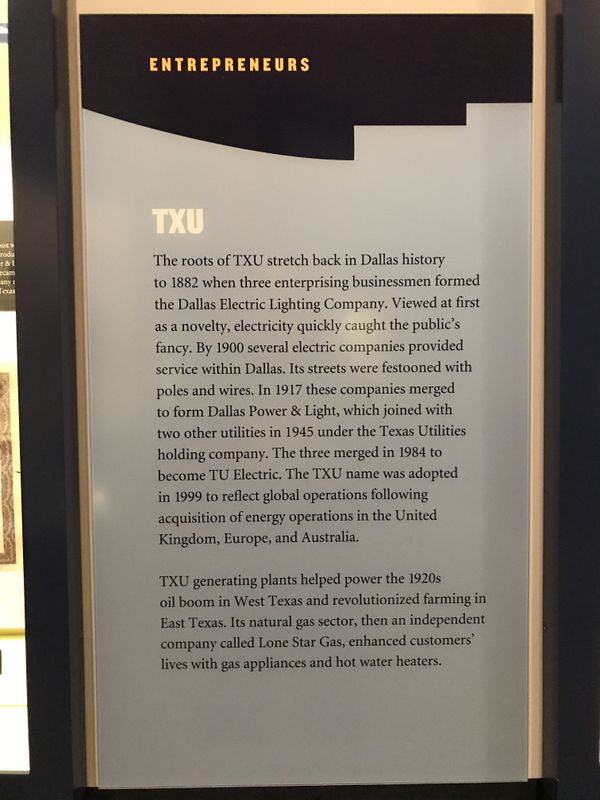 ENTREPRENEURS
TXU
The roots of TXU stretch back in Dallas history
to 1882 when three enterprising businessmen formed
the Dallas Electric Lighting Company. Viewed at first
as a novelty, electricity quickly caught the public's
fancy. By 1900 several electric companies provided
service within Dallas. Its streets were festooned with
poles and wires. In 1917 these companies merged
to form Dallas Power & Light, which joined with
two other utilities in 1945 under the Texas Utilities
holding company. The three merged in 1984 to
become TU Electric. The TXU name was adopted
in 1999 to reflect global operations following
acquisition of energy operations in the United
Kingdom, Europe, and Australia.
TXU generating plants helped power the 1920s
oil boom in West Texas and revolutionized farming in
East Texas. Its natural gas sector, then an independent
company called Lone Star Gas, enhanced customers'
lives with gas appliances and hot water heaters.